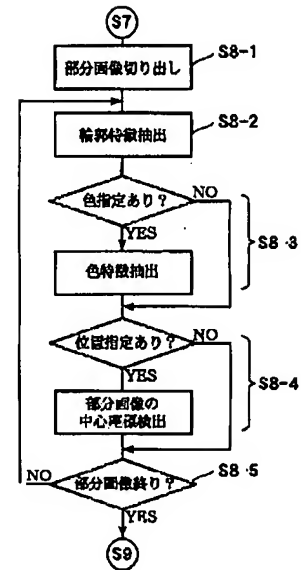 S7
部分画像切り出し
S8-1
輪郭特徴抽出
S8-2
色指定あり？
NO
YES
S8-3
色特徴抽出
位置指定あり？
NO
YES
S8-4
部分画像の
中心座標検出
NO
部分画像終り？
S8-5
YES
S9